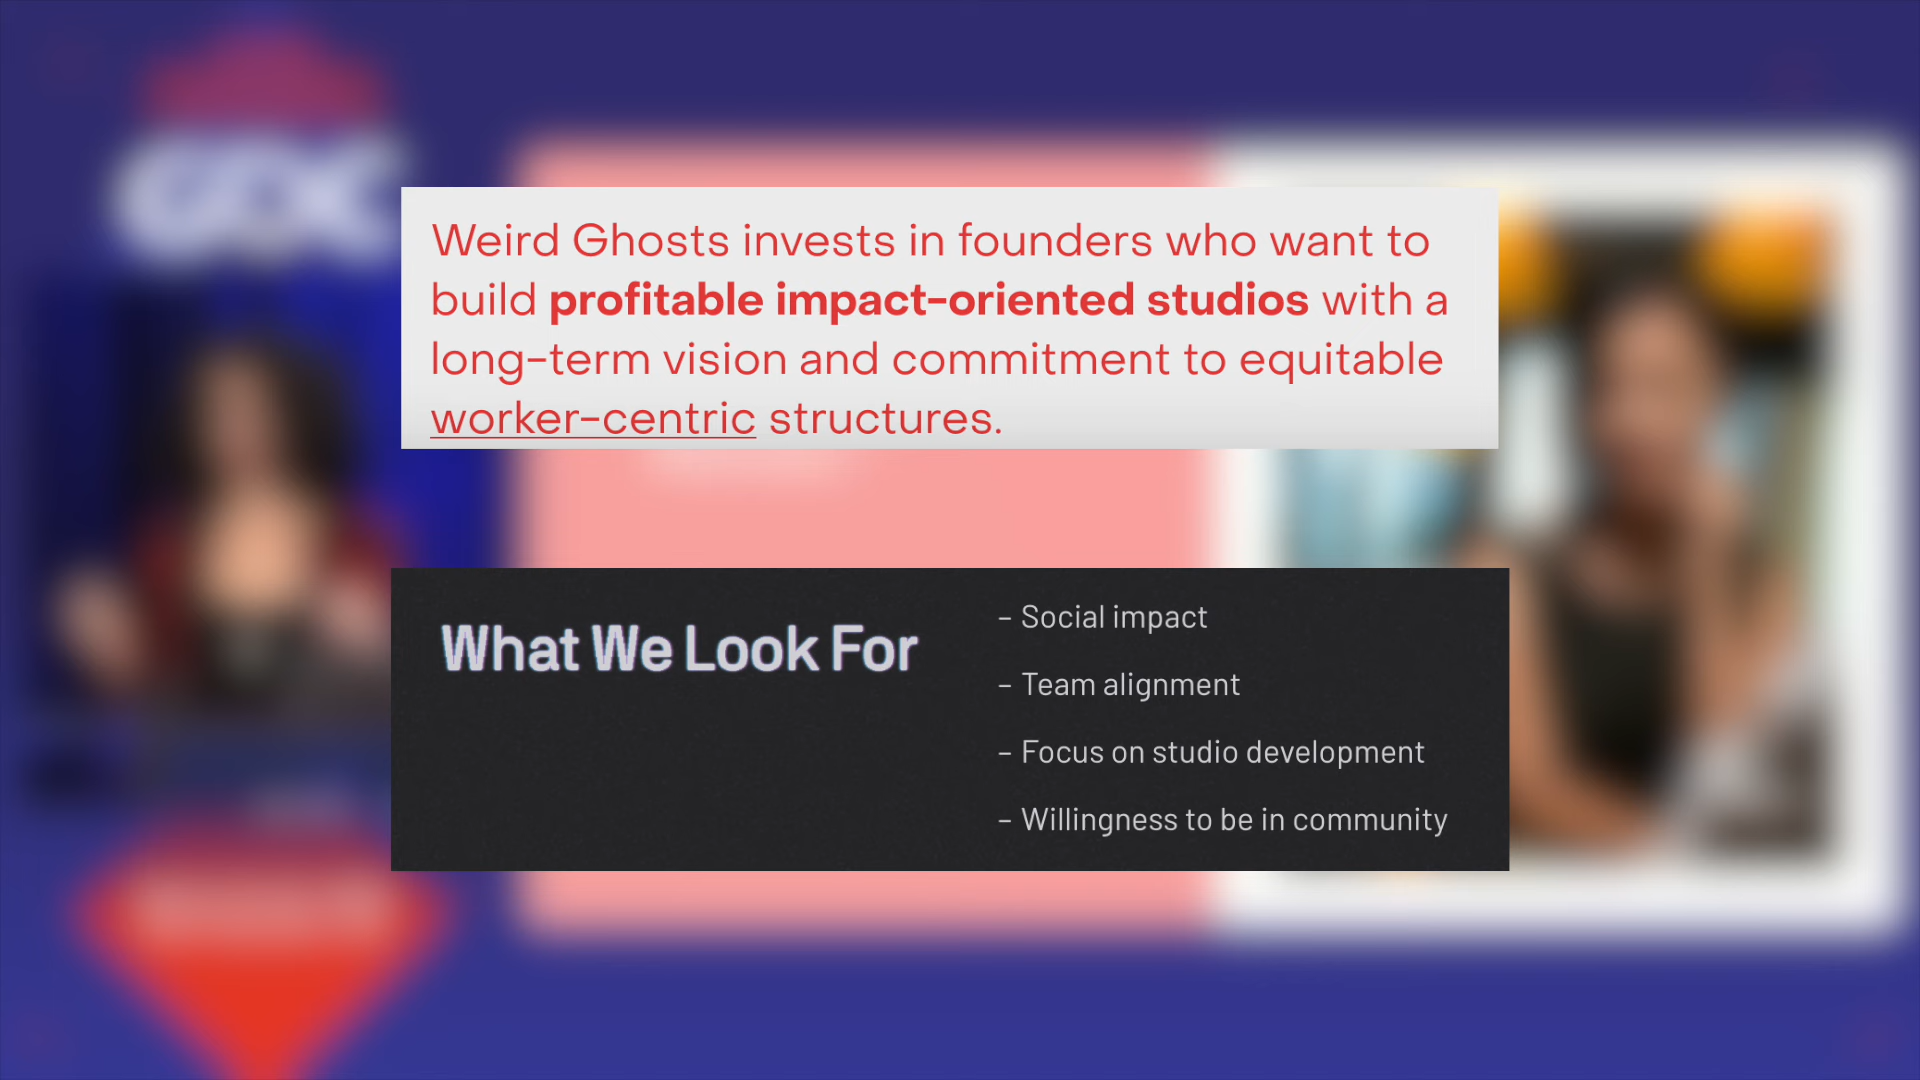 GDC
Weird Ghosts invests in founders who want to
build profitable impact-oriented studios with a
long-term vision and commitment to equitable
worker-centric structures.
What We Look For
– Social impact
– Team alignment
– Focus on studio development
– Willingness to be in community